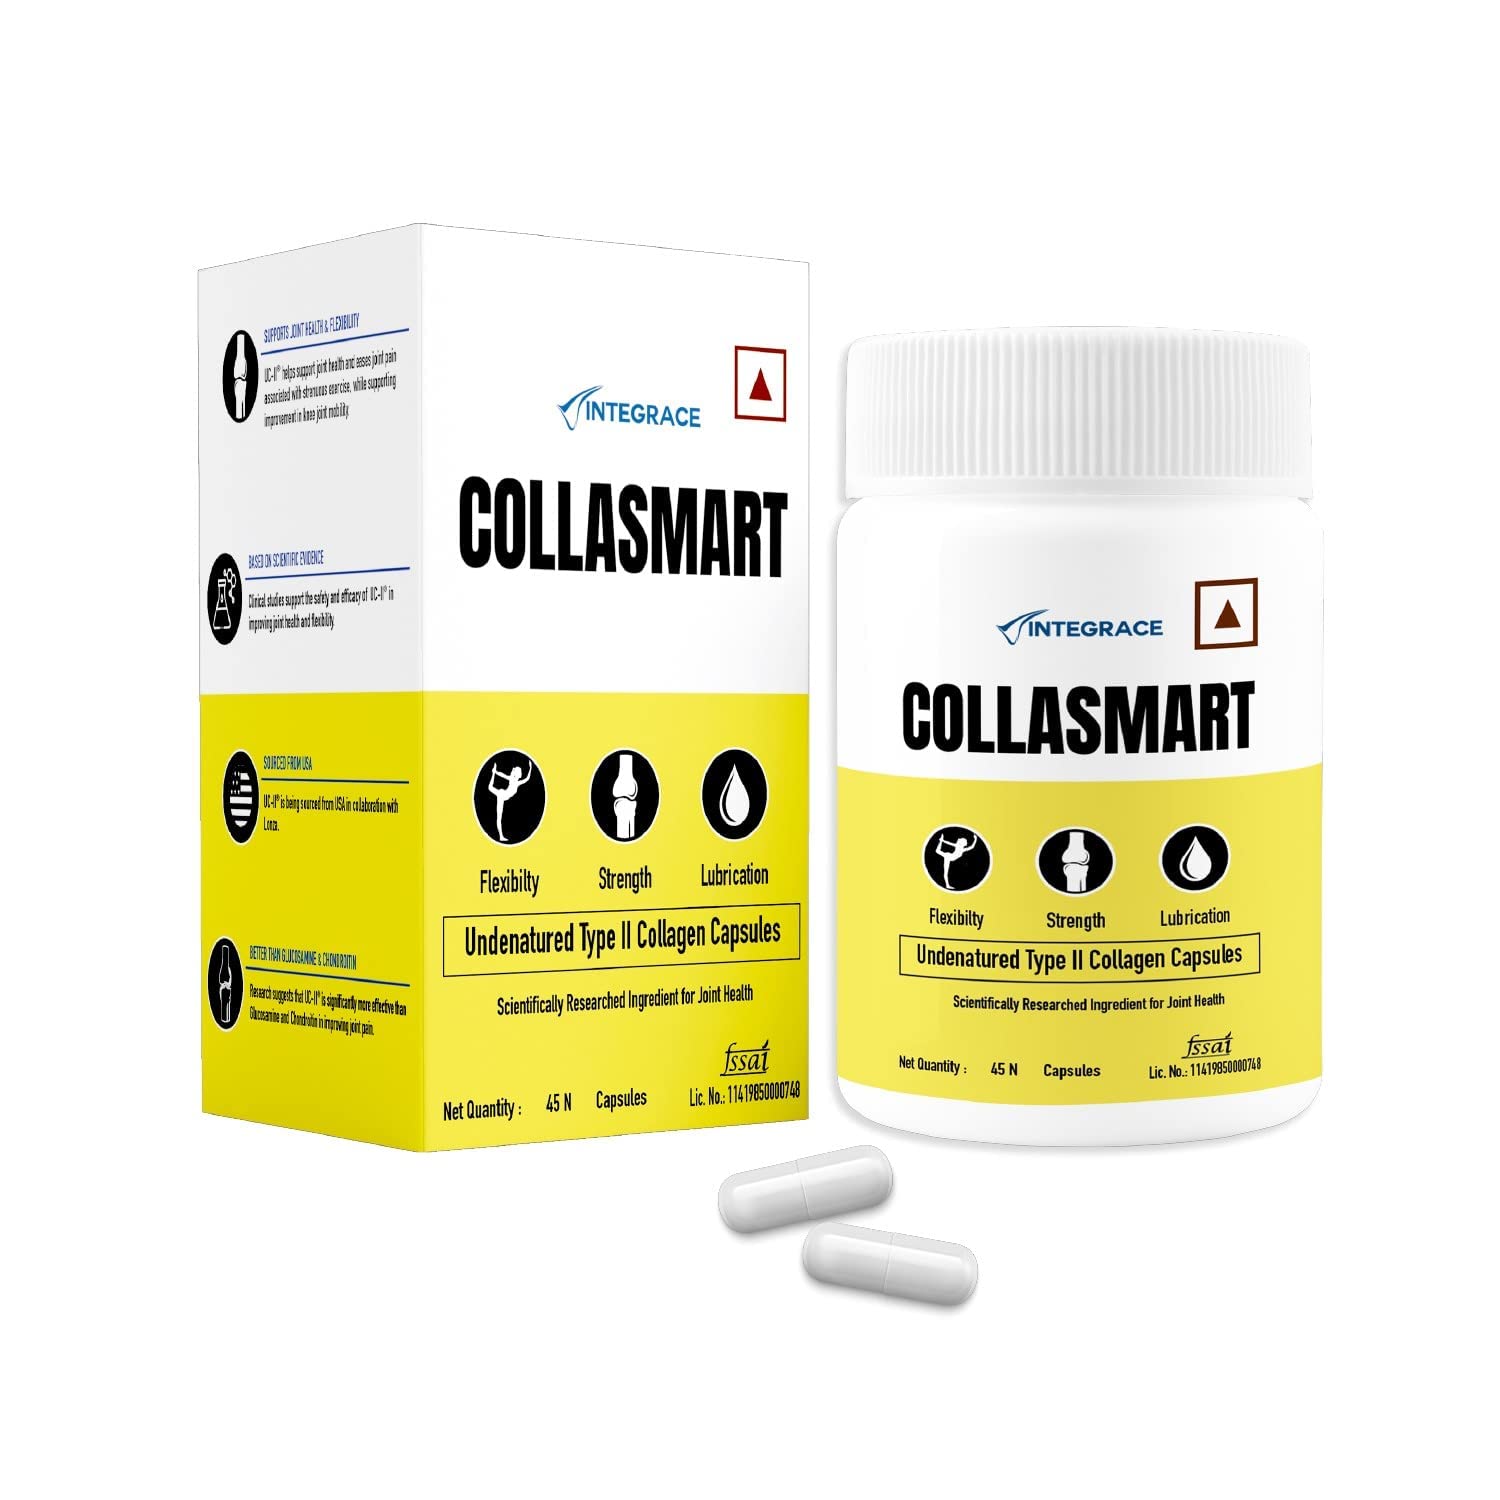 SUPPORTS JOINT HEALTH & FLEXIBILITY
UC-II® helps support joint health and eases joint pain
associated with strenuous exercise, while supporting
improvement in knee joint mobility.
BASED ON SCIENTIFIC EVIDENCE
Clinical studies support the safety and efficacy of UC-II® in
improving joint health and flexibility.
SOURCED FROM USA
UC-II® is being sourced from USA in collaboration with
Lonza.
BETTER THAN GLUCOSAMINE & CHONDROITIN
Research suggests that UC-II® is significantly more effective than
Glucosamine and Chondroitin in improving joint pain.
INTEGRACE
COLLASMART
Flexibilty
Strength
Lubrication
Undenatured Type II Collagen Capsules
Scientifically Researched Ingredient for Joint Health
fssai
Net Quantity : 45 N Capsules
Lic. No.: 11419850000748
INTEGRACE
COLLASMART
Flexibilty
Strength
Lubrication
Undenatured Type II Collagen Capsules
Scientifically Researched Ingredient for Joint Health
fssai
Net Quantity : 45 N Capsules
Lic. No.: 11419850000748